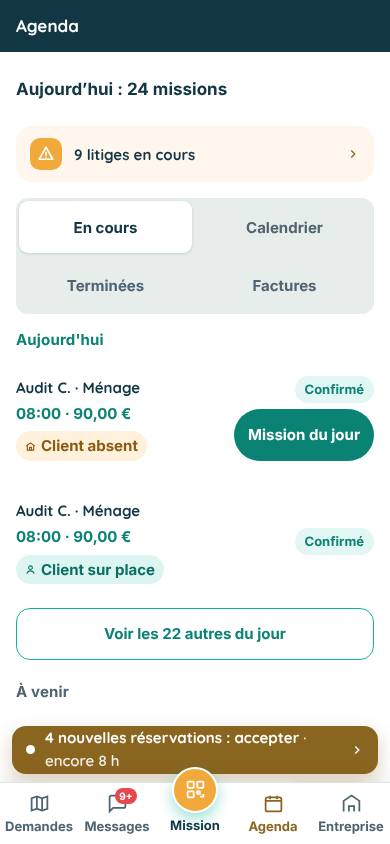 Agenda
Aujourd’hui : 24 missions
9 litiges en cours
En cours
Calendrier
Terminées
Factures
Aujourd'hui
Audit C. · Ménage
Confirmé
08:00 · 90,00 €
Mission du jour
Client absent
Audit C. · Ménage
08:00 · 90,00 €
Confirmé
Client sur place
Voir les 22 autres du jour
À venir
4 nouvelles réservations : accepter ·
encore 8 h
9+
Demandes
Messages
Mission
Agenda
Entreprise